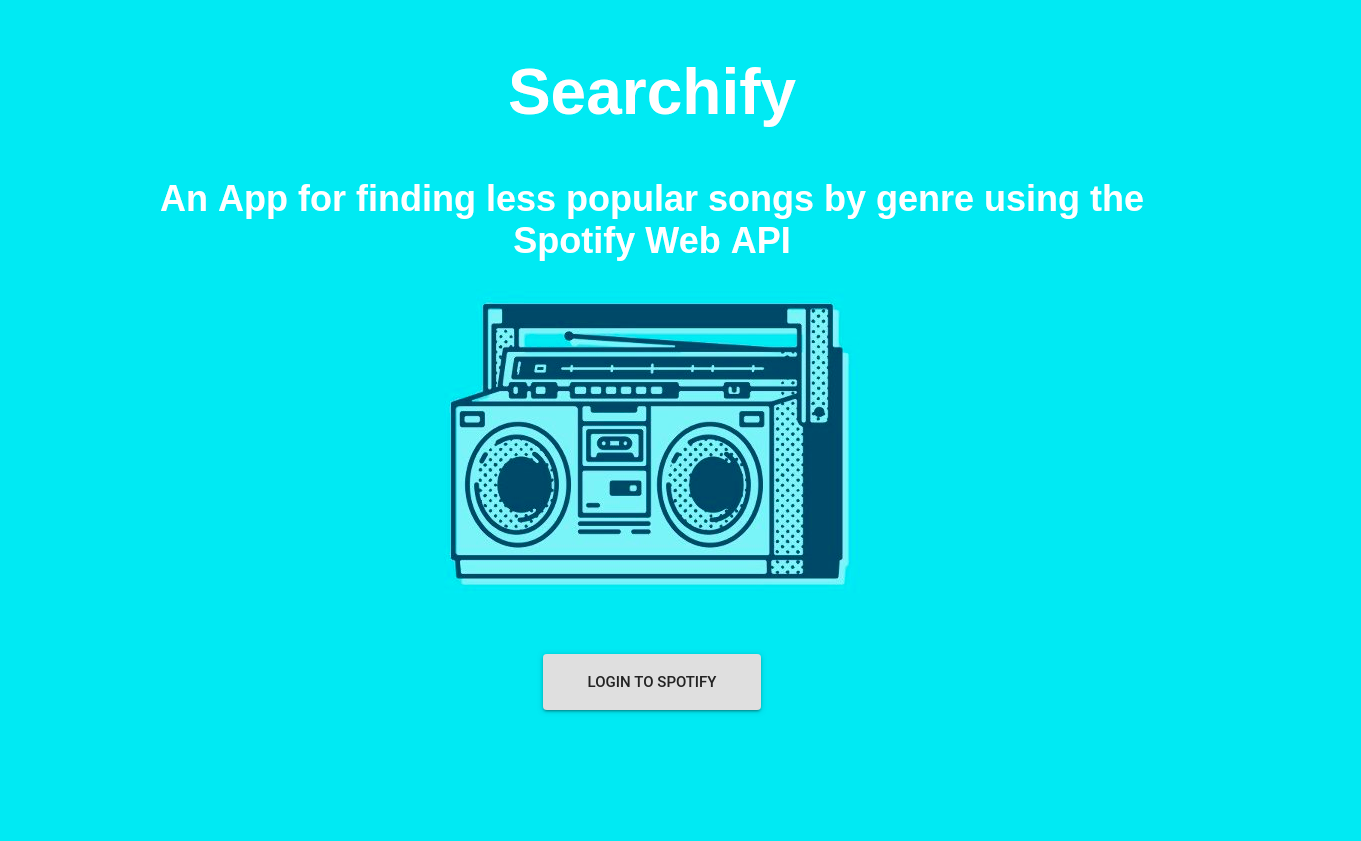 Searchify
An App for finding less popular songs by genre using the
Spotify Web API
LOGIN TO SPOTIFY